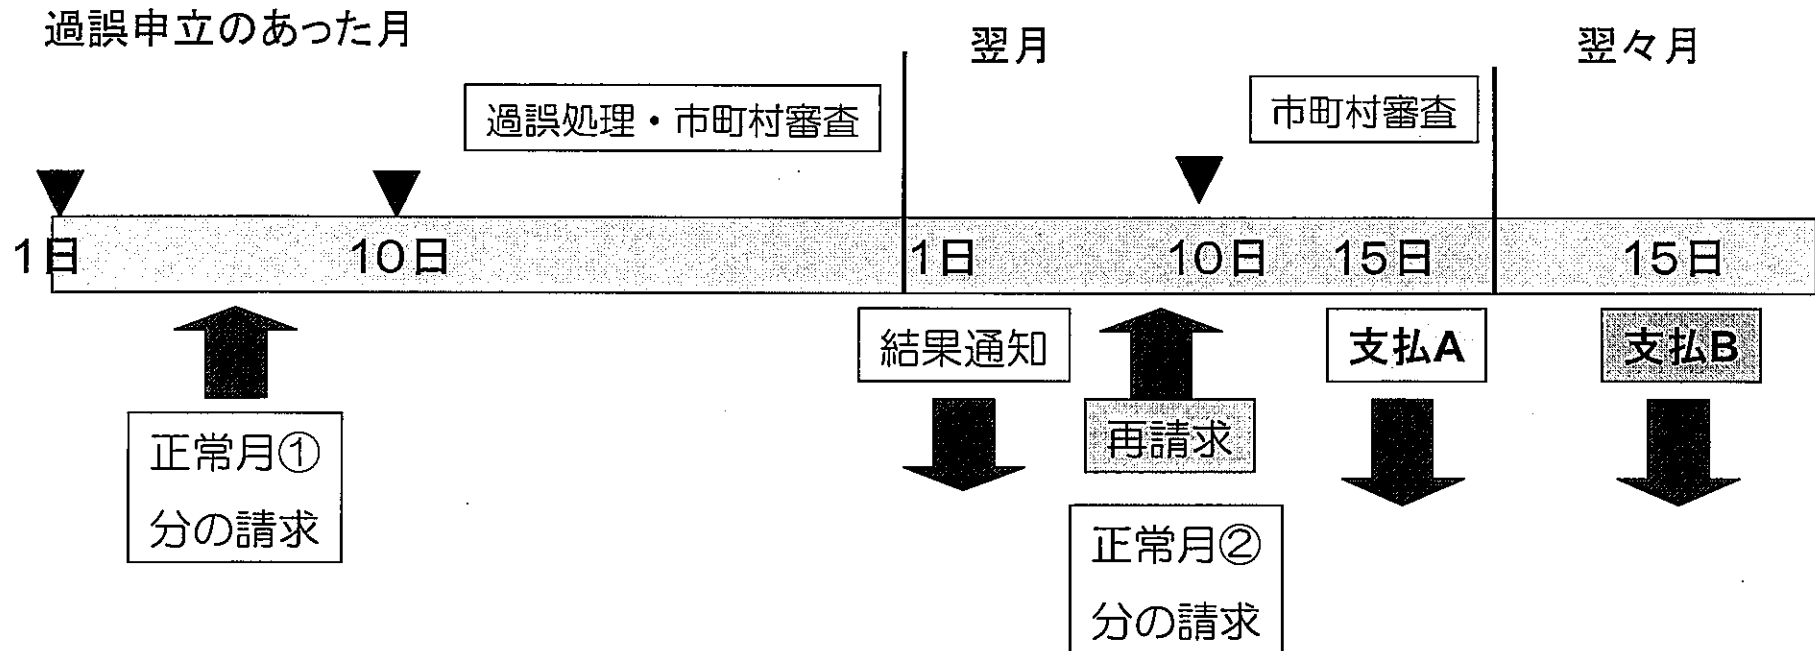 過誤申立のあった月
翌月
翌々月
過誤処理・市町村審査
市町村審査
1日
10日
1日
10日
15日
15日
結果通知
支払A
支払B
正常月①
分の請求
再請求
正常月②
分の請求